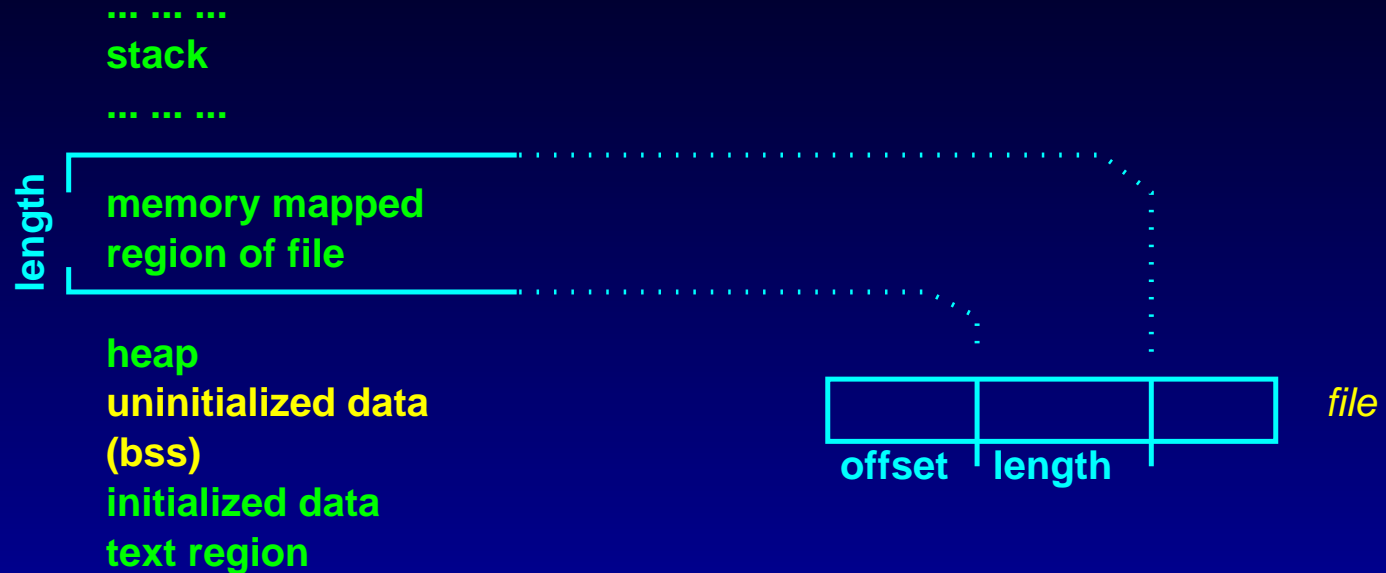 ... ... ...
stack
... ... ...
length
memory mapped
region of file
heap
uninitialized data
(bss)
initialized data
text region
file
offset length